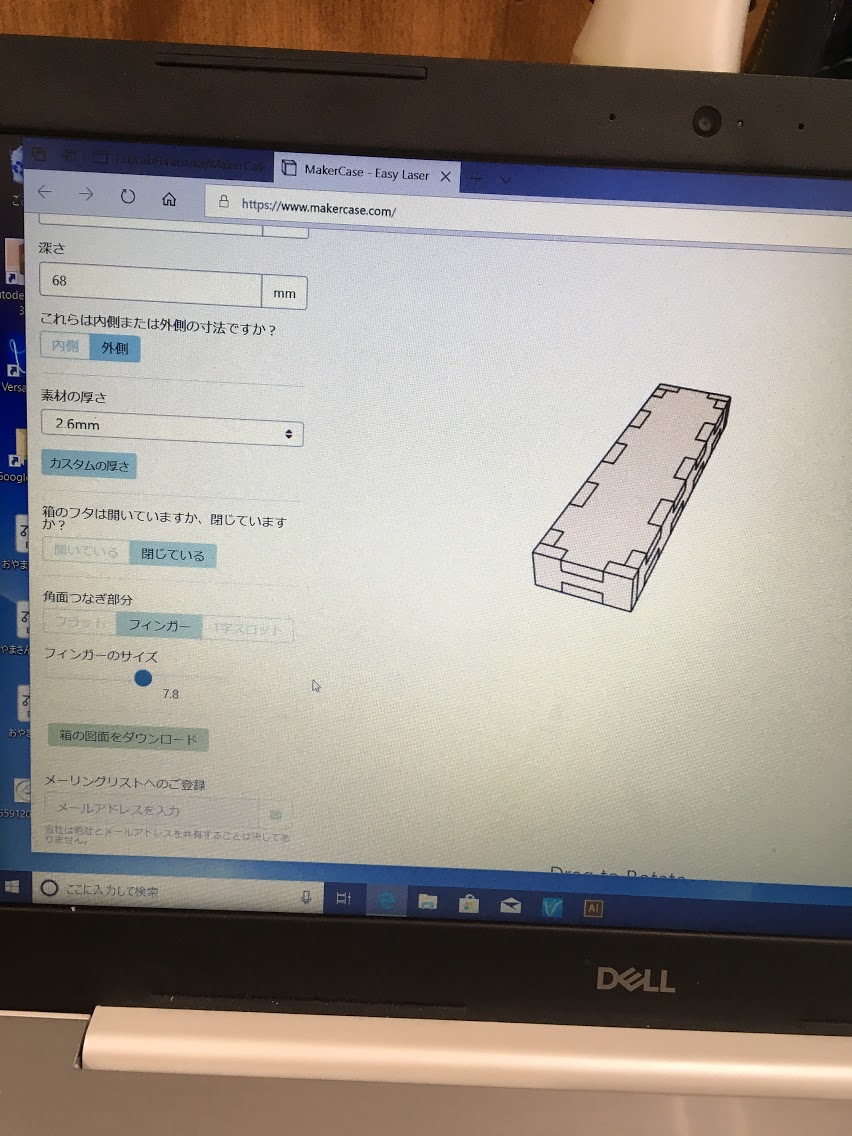 MakerCase - Easy Laser
https://www.makercase.com/
深さ
68
mm
これらは内側または外側の寸法ですか？
内側
外側
素材の厚さ
2.6mm
カスタムの厚さ
箱のフタは開いていますか、閉じています
か？
開いている
閉じている
角面つなぎ部分
フラット
フィンガー
T字スロット
フィンガーのサイズ
7.8
箱の図面をダウンロード
メーリングリストへのご登録
メールアドレスを入力
当社は他社とメールアドレスを共有することは決してあ
りません。
Drag to Rotate
ここに入力して検索
Ai
DELL